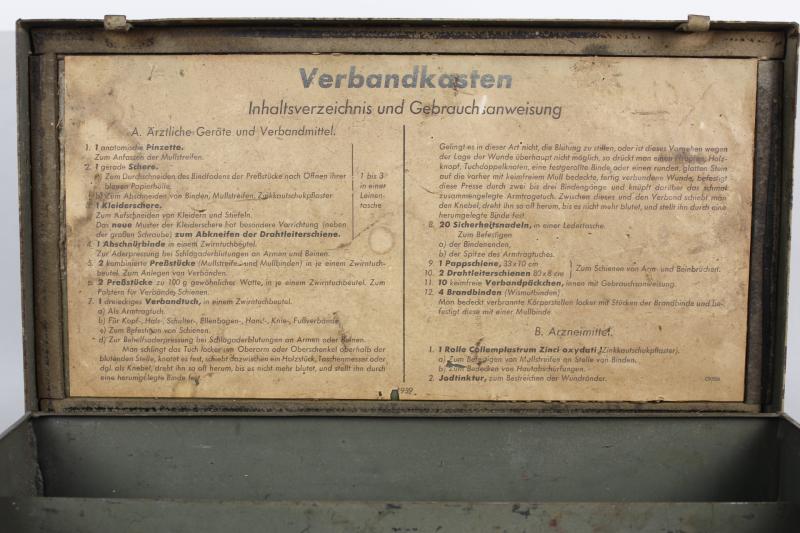 Verbandkasten
Inhaltsverzeichnis und Gebrauchsanweisung
A. Ärztliche Geräte und Verbandmittel.
1. 1 anatomische Pinzette.
Zum Anfassen der Mullstreifen.
2. 1 gerade Schere.
a) Zum Durchschneiden des Bindfadens der Preßstücke nach Öffnen ihrer
blauen Papierhülle.
b) Zum Abschneiden von Binden, Mullstreifen, Zinkkautschukpflaster
3. 1 Kleiderschere.
Zum Aufschneiden von Kleidern und Stiefeln.
Das neue Muster der Kleiderschere hat besondere Vorrichtung (neben
der großen Schraube) zum Abkneifen der Drahtleiterschiene.
1 bis 3
in einer
Leinen-
tasche
4. 1 Abschnürbinde in einem Zwirntuchbeutel.
Zur Aderpressung bei Schlagaderblutungen an Armen und Beinen.
5. 2 kombinierte Preßstücke (Mullstreifen und Mullbinden) in je einem Zwirntuch-
beutel. Zum Anlegen von Verbänden.
6. 2 Preßstücke zu 100 g gewöhnlicher Watte, in je einem Zwirntuchbeutel. Zum
Polstern für Verbände, Schienen.
7. 1 dreieckiges Verbandtuch, in einem Zwirntuchbeutel.
a) Als Armtragetuch.
b) Für Kopf-, Hals-, Schulter-, Ellenbogen-, Hand-, Knie-, Fußverbände.
c) Zum Befestigen von Schienen.
d) Zur Behelfsaderpressung bei Schlagaderblutungen an Armen oder Beinen.
Man schlingt das Tuch locker um Oberarm oder Oberschenkel oberhalb der
blutenden Stelle, knotet es fest, schiebt dazwischen ein Holzstück, Taschenmesser oder
dgl. als Knebel, dreht ihn so oft herum, bis es nicht mehr blutet, und stellt ihn durch
eine herumgelegte Binde fest.
Gelingt es in dieser Art nicht, die Blutung zu stillen, oder ist dieses Vorgehen wegen
der Lage der Wunde überhaupt nicht möglich, so drückt man einen Pfropfen, Holz-
knopf, Tuchdoppelknoten, eine festgerollte Binde oder einen runden, glatten Stein
auf die vorher mit keimfreiem Mull bedeckte, fertig verbundene Wunde, befestigt
diese Presse durch zwei bis drei Bindengänge und knüpft darüber das schmal
zusammengelegte Armtragetuch. Zwischen dieses und den Verband schiebt man
den Knebel, dreht ihn so oft herum, bis es nicht mehr blutet, und stellt ihn durch eine
herumgelegte Binde fest.
8. 20 Sicherheitsnadeln, in einer Ledertasche.
Zum Befestigen
a) der Bindenenden,
b) der Spitze des Armtragtuches.
9. 1 Pappschiene, 33x10 cm
10. 2 Drahtleiterschienen 80x8 cm
Zum Schienen von Arm- und Beinbrüchen.
11. 10 keimfreie Verbandpäckchen, innen mit Gebrauchsanweisung.
12. 4 Brandbinden (Wismutbinden)
Man bedeckt verbrannte Körperstellen locker mit Stücken der Brandbinde und be-
festigt diese mit einer Mullbinde
B. Arzneimittel.
1. 1 Rolle Collemplastrum Zinci oxydati (Zinkkautschukpflaster).
a) Zum Befestigen von Mullstreifen an Stelle von Binden.
b) Zum Bedecken von Hautabschürfungen.
2. Jodtinktur, zum Bestreichen der Wundränder.